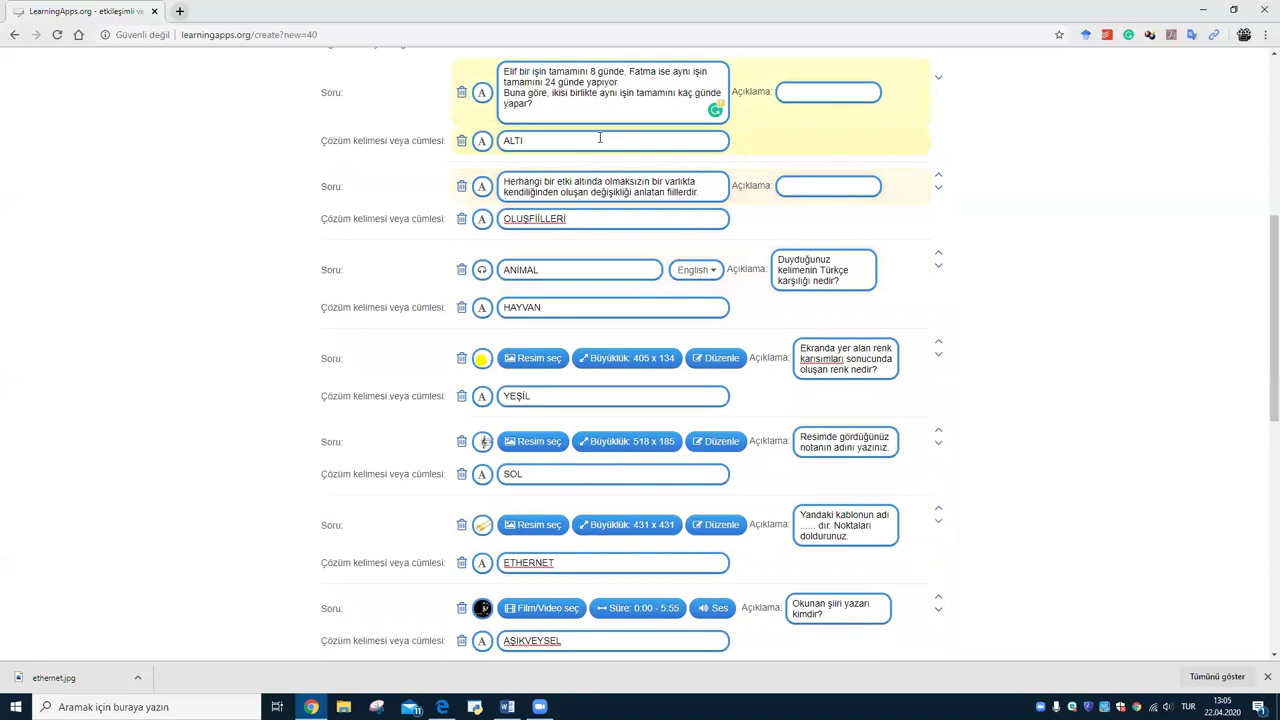 LearningApps.org - etkileşimli ve
Güvenli değil | learningapps.org/create?new=40
Soru:
Elif bir işin tamamını 8 günde, Fatma ise aynı işin
tamamını 24 günde yapıyor.
Buna göre, ikisi birlikte aynı işin tamamını kaç günde
yapar?
Açıklama:
Çözüm kelimesi veya cümlesi: A ALTI
Soru:
A
Herhangi bir etki altında olmaksızın bir varlıkta
kendiliğinden oluşan değişikliği anlatan fiillerdir.
Açıklama:
Çözüm kelimesi veya cümlesi: A OLUŞFİİLLERİ
Soru:
ANİMAL
English
Açıklama:
Duyduğunuz
kelimenin Türkçe
karşılığı nedir?
Çözüm kelimesi veya cümlesi: A HAYVAN
Soru:
Resim seç
Büyüklük: 405 x 134
Düzenle
Açıklama:
Ekranda yer alan renk
karısımları sonucunda
oluşan renk nedir?
Çözüm kelimesi veya cümlesi: A YEŞİL
Soru:
Resim seç
Büyüklük: 518 x 185
Düzenle
Açıklama:
Resimde gördüğünüz
notanın adını yazınız.
Çözüm kelimesi veya cümlesi: A SOL
Soru:
Resim seç
Büyüklük: 431 x 431
Düzenle
Açıklama:
Yandaki kablonun adı
...... dır. Noktaları
doldurunuz.
Çözüm kelimesi veya cümlesi: A ETHERNET
Soru:
Film/Video seç
Süre: 0:00 - 5:55
Ses
Açıklama:
Okunan şiiri yazarı
kimdir?
Çözüm kelimesi veya cümlesi: A AŞIKVEYSEL
ethernet.jpg
Tümünü göster
Aramak için buraya yazın
TUR
13:05
22.04.2020